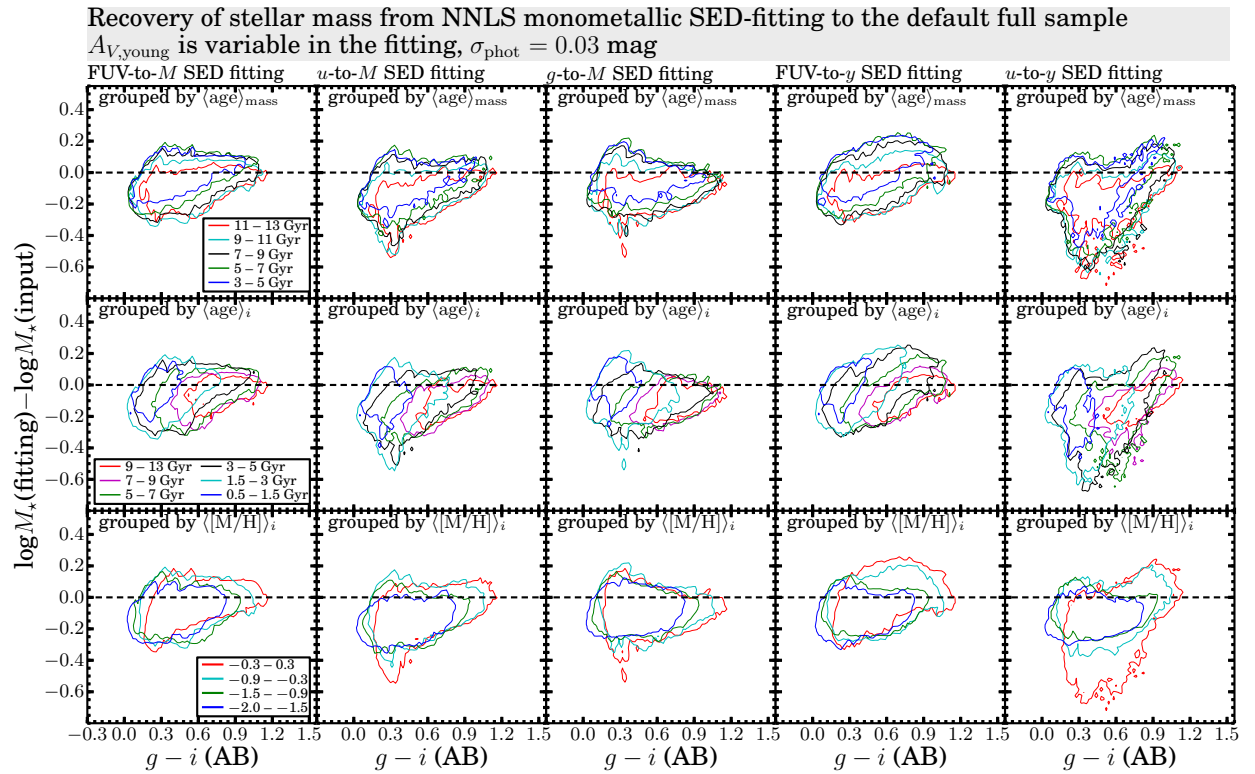 Recovery of stellar mass from NNLS monometallic SED-fitting to the default full sample
A_{V,young} is variable in the fitting, σ_{phot} = 0.03 mag
FUV-to-M SED fitting u-to-M SED fitting g-to-M SED fitting FUV-to-y SED fitting u-to-y SED fitting
grouped by ⟨age⟩_{mass} grouped by ⟨age⟩_{mass} grouped by ⟨age⟩_{mass} grouped by ⟨age⟩_{mass} grouped by ⟨age⟩_{mass}
0.4
0.2
0.0
−0.2
−0.4
−0.6
11 − 13 Gyr
9 − 11 Gyr
7 − 9 Gyr
5 − 7 Gyr
3 − 5 Gyr
log M⋆(fitting) − log M⋆(input)
grouped by ⟨age⟩_i grouped by ⟨age⟩_i grouped by ⟨age⟩_i grouped by ⟨age⟩_i grouped by ⟨age⟩_i
0.4
0.2
0.0
−0.2
−0.4
−0.6
9 − 13 Gyr 3 − 5 Gyr
7 − 9 Gyr 1.5 − 3 Gyr
5 − 7 Gyr 0.5 − 1.5 Gyr
grouped by ⟨[M/H]⟩_i grouped by ⟨[M/H]⟩_i grouped by ⟨[M/H]⟩_i grouped by ⟨[M/H]⟩_i grouped by ⟨[M/H]⟩_i
0.4
0.2
0.0
−0.2
−0.4
−0.6
−0.3 − 0.3
−0.9 − −0.3
−1.5 − −0.9
−2.0 − −1.5
−0.3 0.0 0.3 0.6 0.9 1.2 1.5 0.0 0.3 0.6 0.9 1.2 1.5 0.0 0.3 0.6 0.9 1.2 1.5 0.0 0.3 0.6 0.9 1.2 1.5 0.0 0.3 0.6 0.9 1.2 1.5
g − i (AB) g − i (AB) g − i (AB) g − i (AB) g − i (AB)